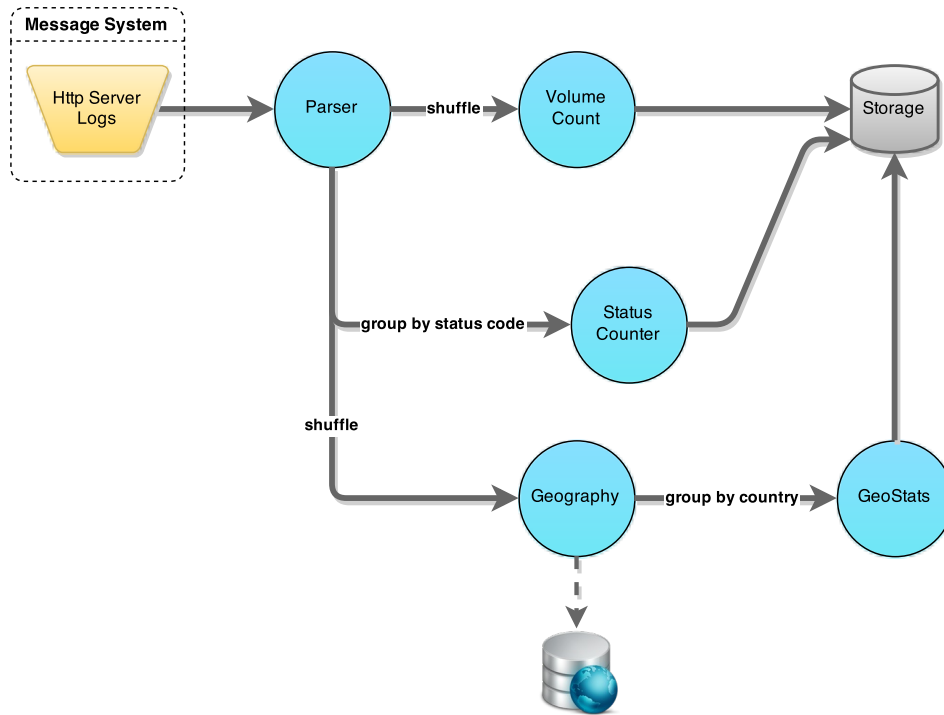 Message System
Http Server
Logs
Parser
shuffle
Volume
Count
Storage
group by status code
Status
Counter
shuffle
Geography
group by country
GeoStats